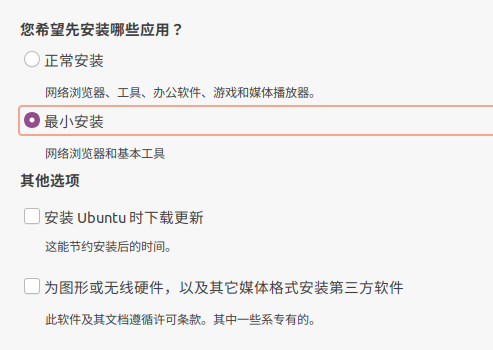 您希望先安装哪些应用？
正常安装
网络浏览器、工具、办公软件、游戏和媒体播放器。
最小安装
网络浏览器和基本工具
其他选项
安装 Ubuntu 时下载更新
这能节约安装后的时间。
为图形或无线硬件，以及其它媒体格式安装第三方软件
此软件及其文档遵循许可条款。其中一些系专有的。